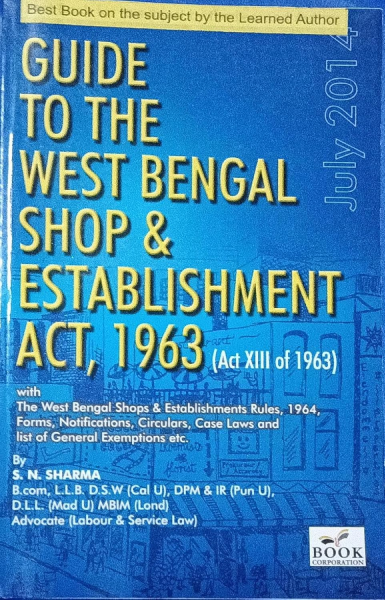 Best Book on the subject by the Learned Author
July 2014
GUIDE
TO THE
WEST BENGAL
SHOP &
ESTABLISHMENT
ACT, 1963 (Act XIII of 1963)
with
The West Bengal Shops & Establishments Rules, 1964,
Forms, Notifications, Circulars, Case Laws and
list of General Exemptions etc.
By
S. N. SHARMA
B.com, L.L.B. D.S.W (Cal U), DPM & IR (Pun U),
D.L.L. (Mad U) MBIM (Lond)
Advocate (Labour & Service Law)
BOOK
CORPORATION